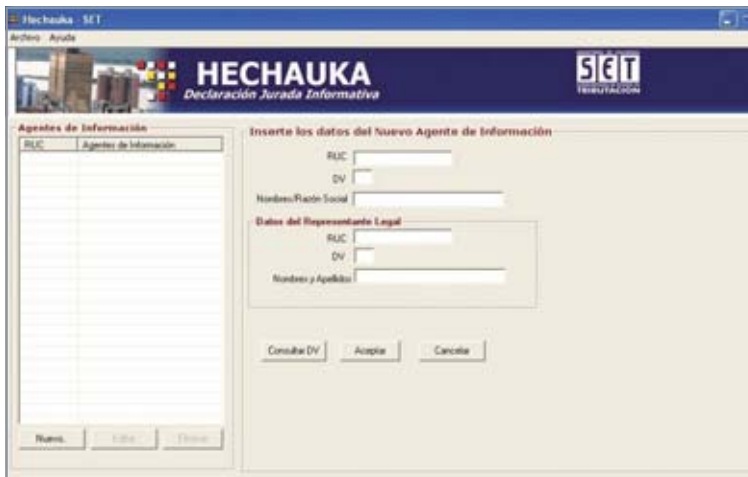 Hechauka - SET
Archivo Ayuda
HECHAUKA
Declaración Jurada Informativa
SET
TRIBUTACION
Agentes de Información
RUC Agentes de Información
Nuevo.
Editar
Eliminar
Inserte los datos del Nuevo Agente de Información
RUC
DV
Nombres/Razón Social
Datos del Representante Legal
RUC
DV
Nombres y Apellidos
Consultar DV Aceptar Cancelar